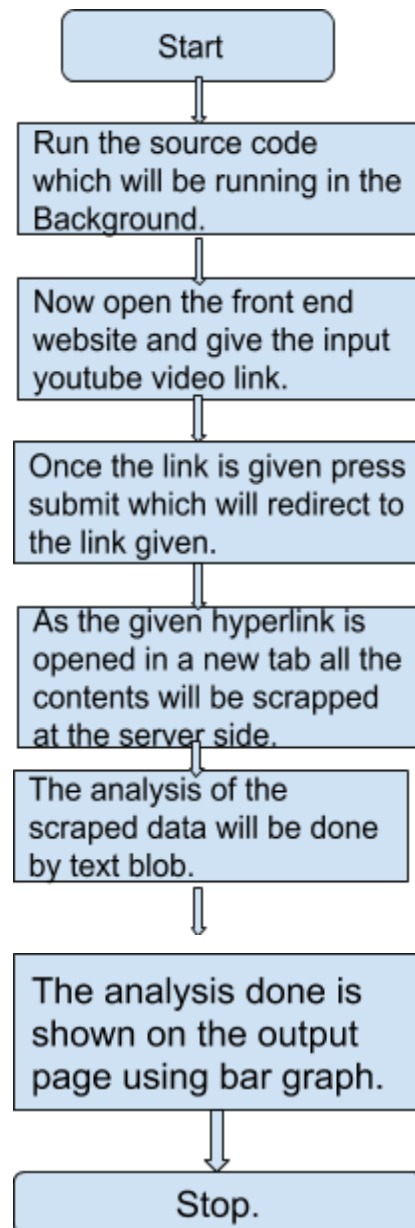 Start
Run the source code
which will be running in the
Background.
Now open the front end
website and give the input
youtube video link.
Once the link is given press
submit which will redirect to
the link given.
As the given hyperlink is
opened in a new tab all the
contents will be scrapped
at the server side.
The analysis of the
scraped data will be done
by text blob.
The analysis done is
shown on the output
page using bar graph.
Stop.